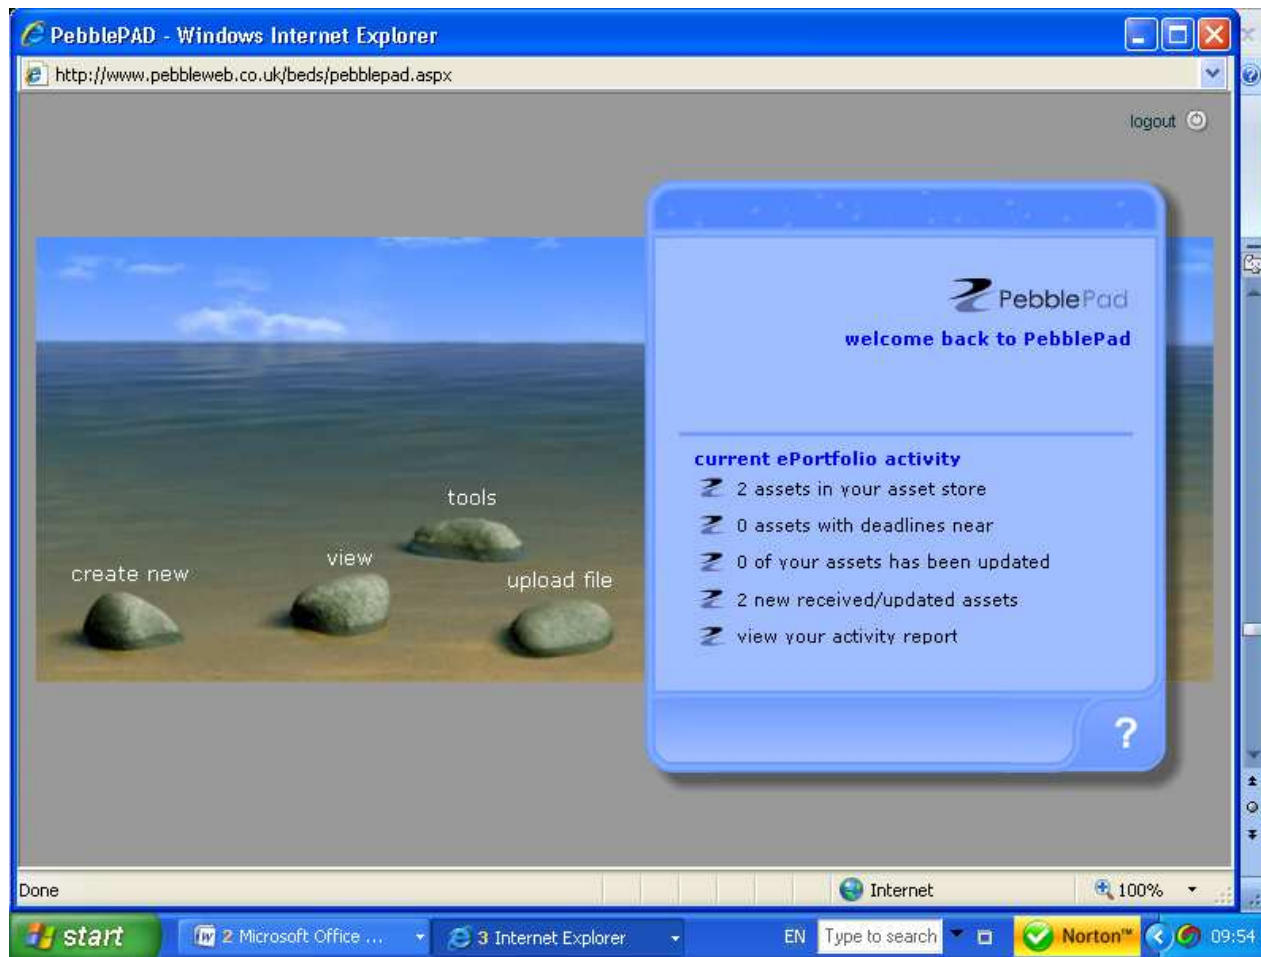 PebblePAD - Windows Internet Explorer
http://www.pebbleweb.co.uk/beds/pebblepad.aspx
logout
PebblePad
welcome back to PebblePad
current ePortfolio activity
2 assets in your asset store
0 assets with deadlines near
0 of your assets has been updated
2 new received/updated assets
view your activity report
?
tools
view
create new
upload file
Done
Internet
100%
start
2 Microsoft Office ...
3 Internet Explorer
EN
Type to search
Norton™
09:54